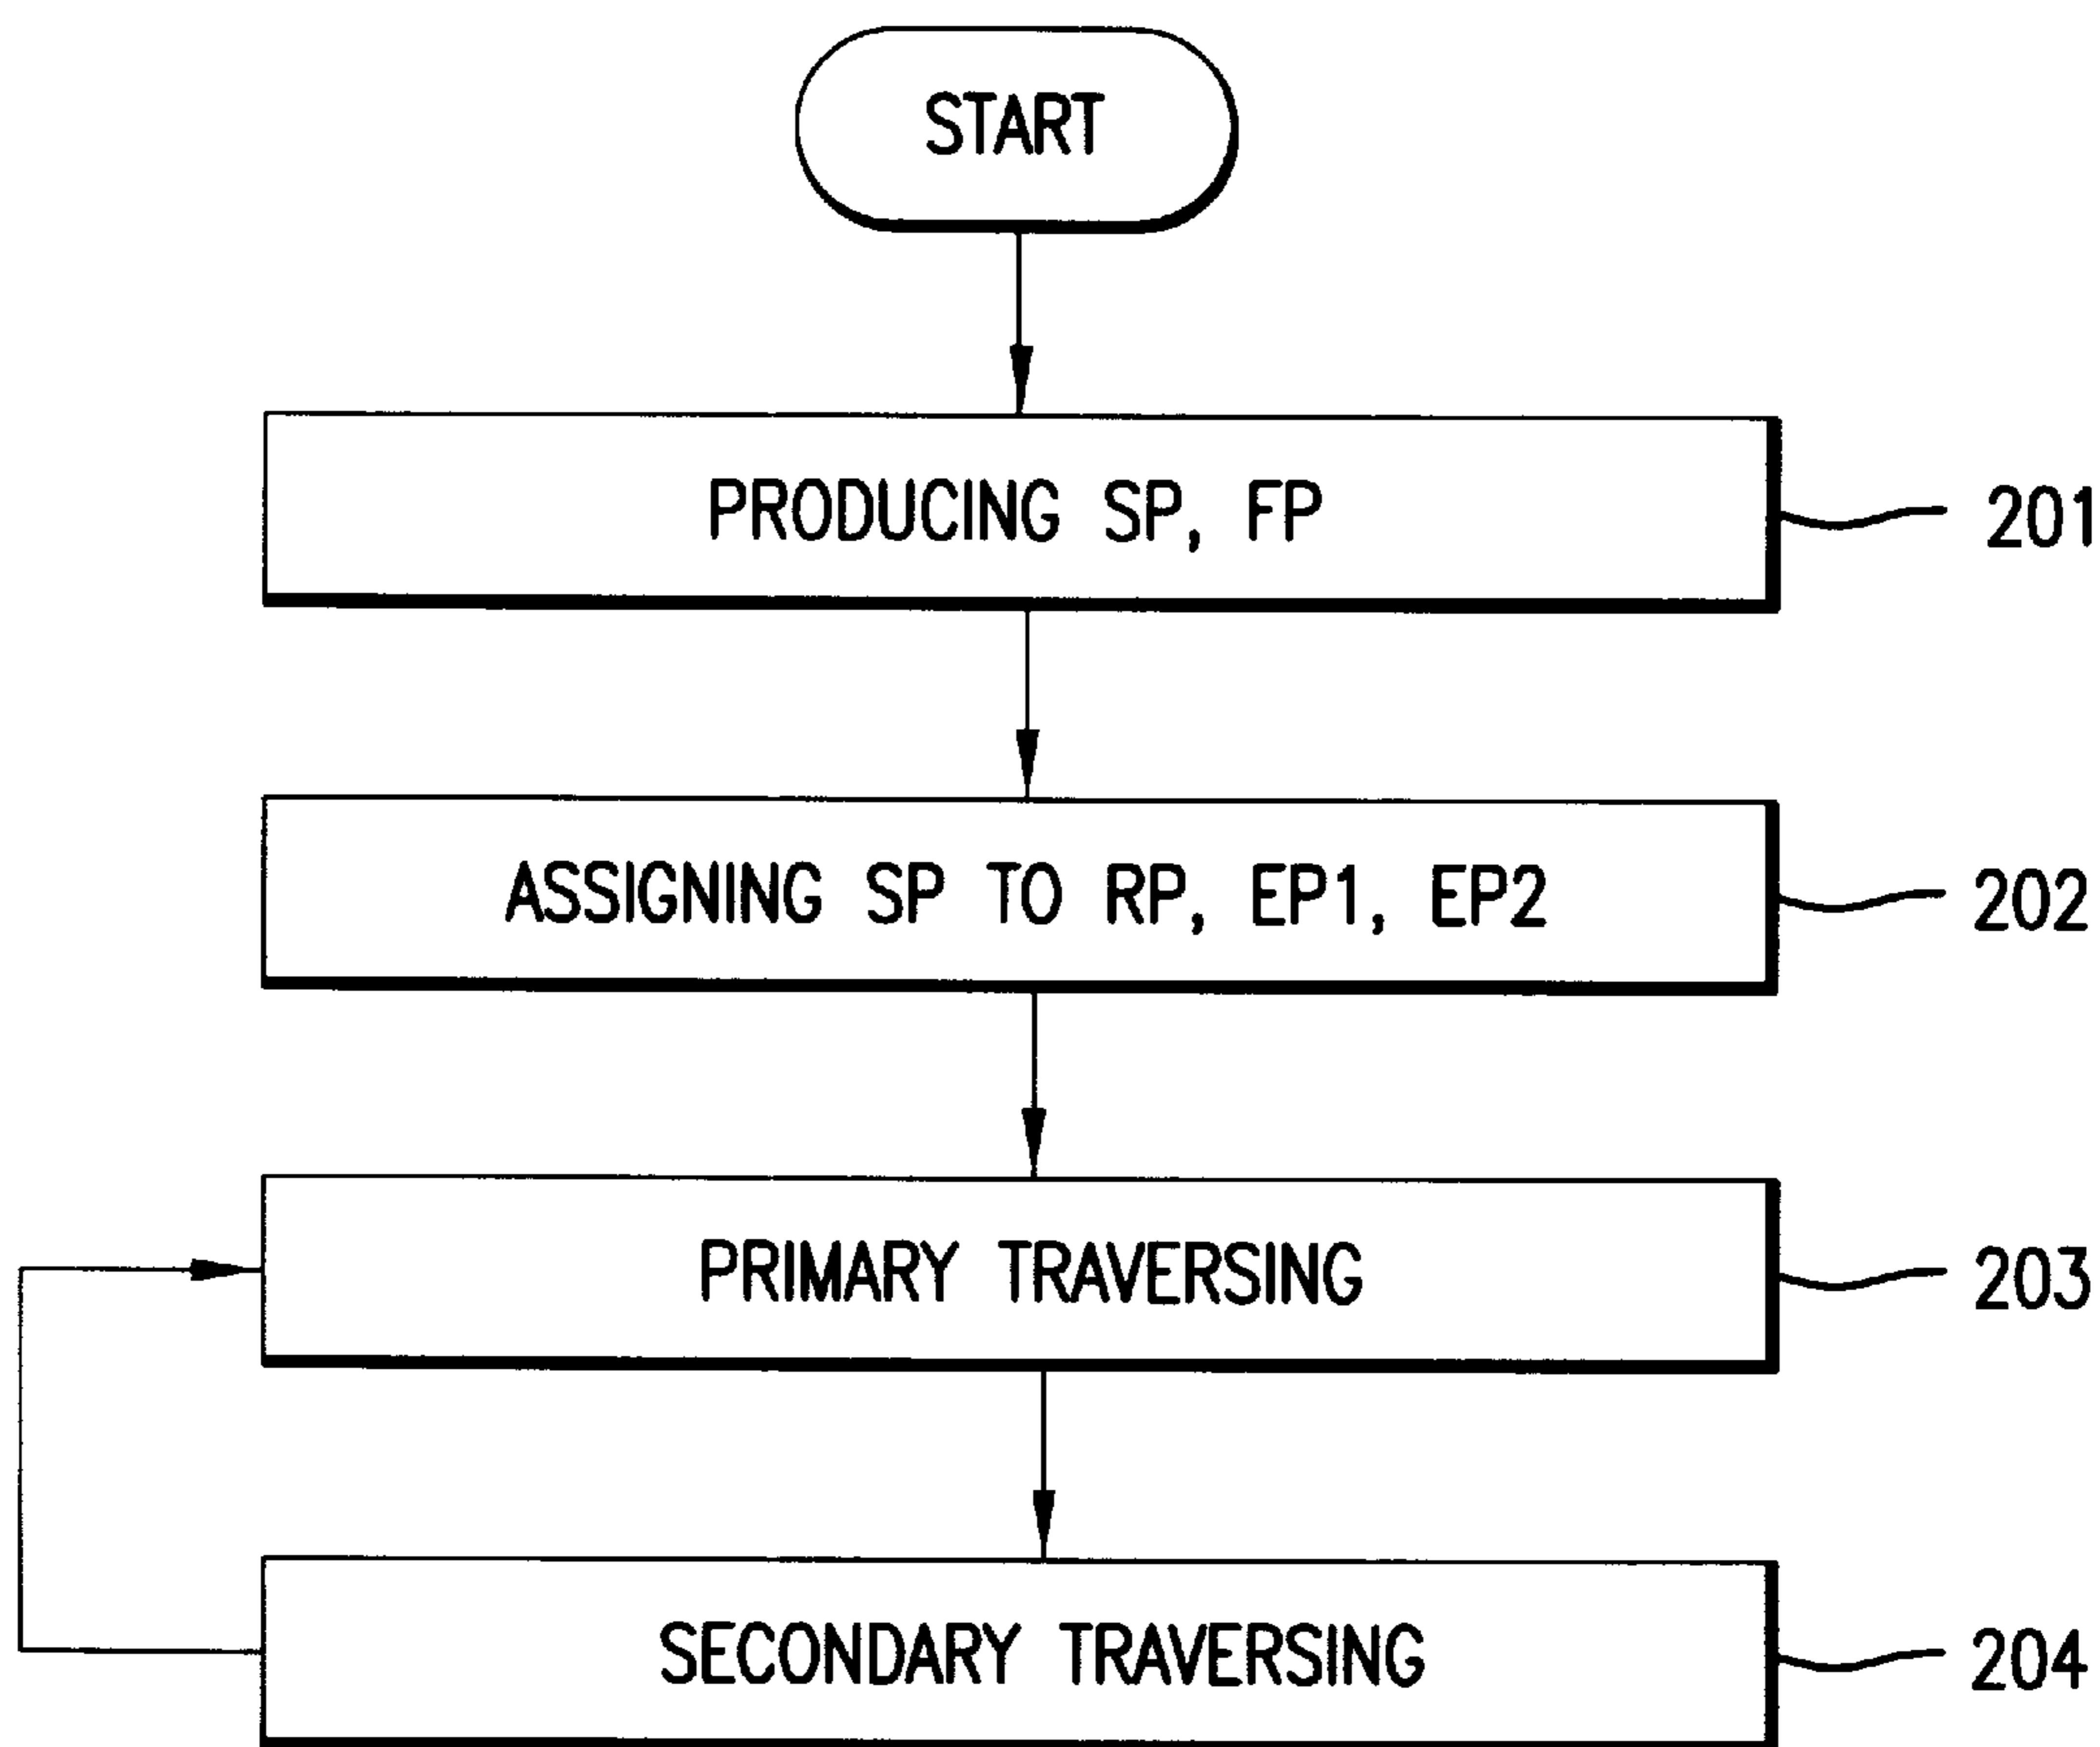 START
PRODUCING SP, FP
201
ASSIGNING SP TO RP, EP1, EP2
202
PRIMARY TRAVERSING
203
SECONDARY TRAVERSING
204